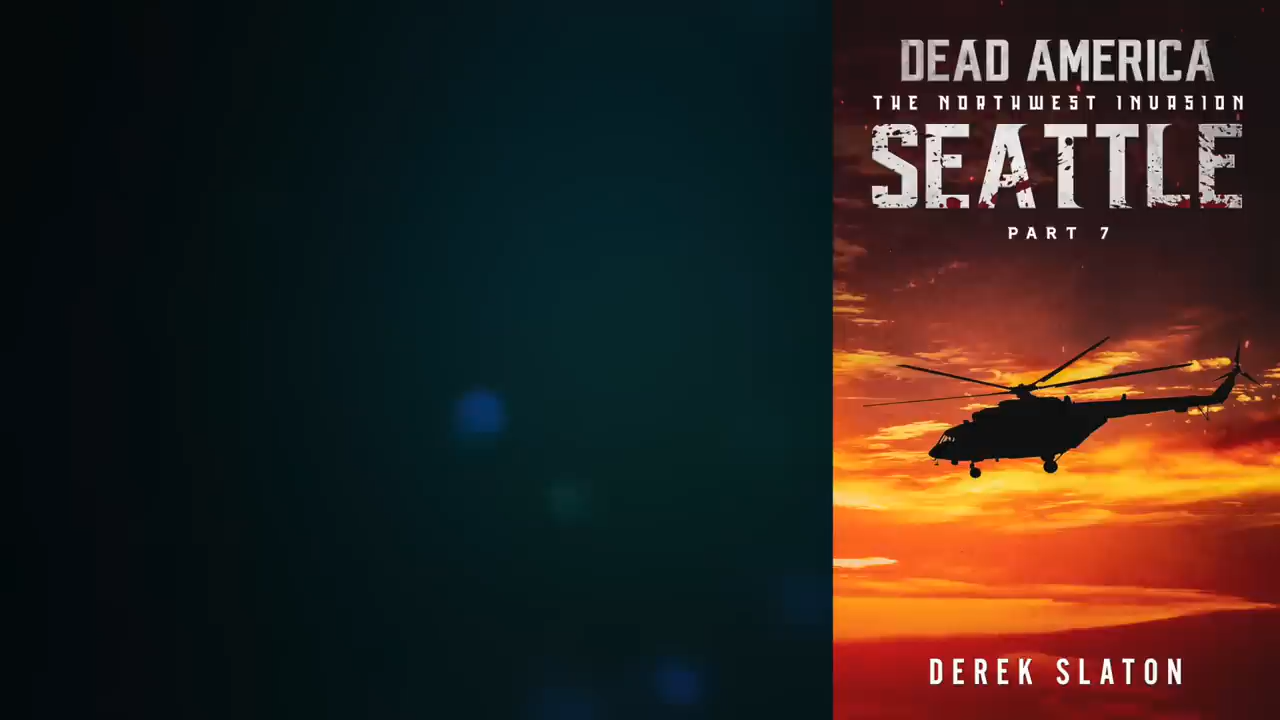 DEAD AMERICA
THE NORTHWEST INVASION
SEATTLE
PART 7
DEREK SLATON